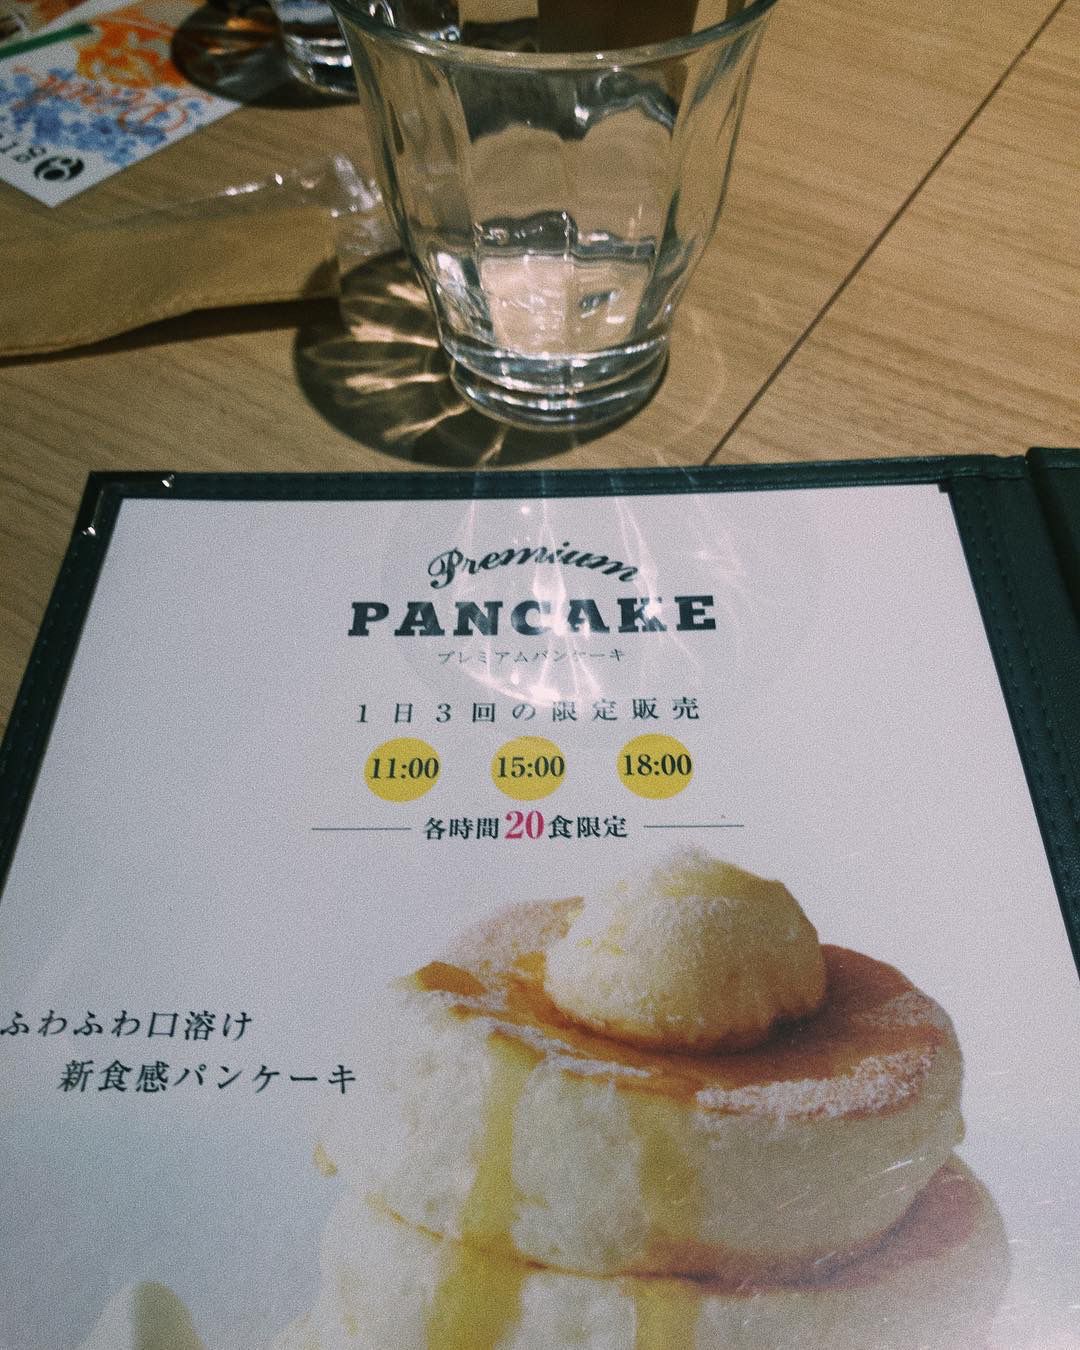 Premium
PANCAKE
プレミアムパンケーキ
1日3回の限定販売
11:00 15:00 18:00
各時間20食限定
ふわふわ口溶け
新食感パンケーキ